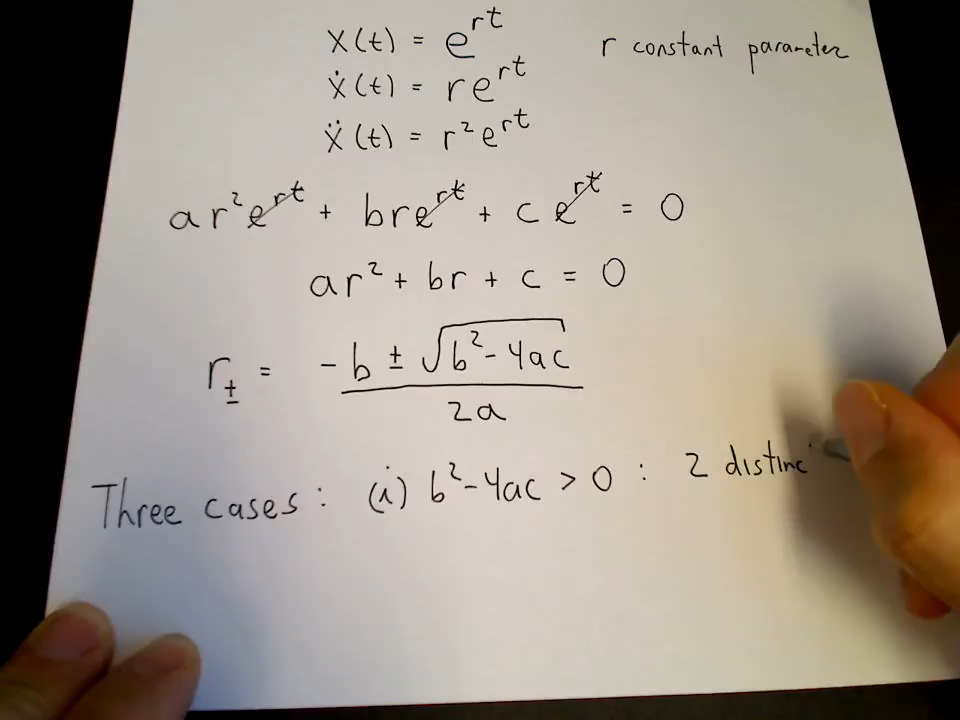 x(t) = e^{rt} r constant parameter
ẋ(t) = re^{rt}
ẍ(t) = r²e^{rt}
ar²e^{rt} + bre^{rt} + ce^{rt} = 0
ar² + br + c = 0
r_± = (-b ± √(b²-4ac)) / 2a
Three cases: (i) b²-4ac > 0 : 2 distinc